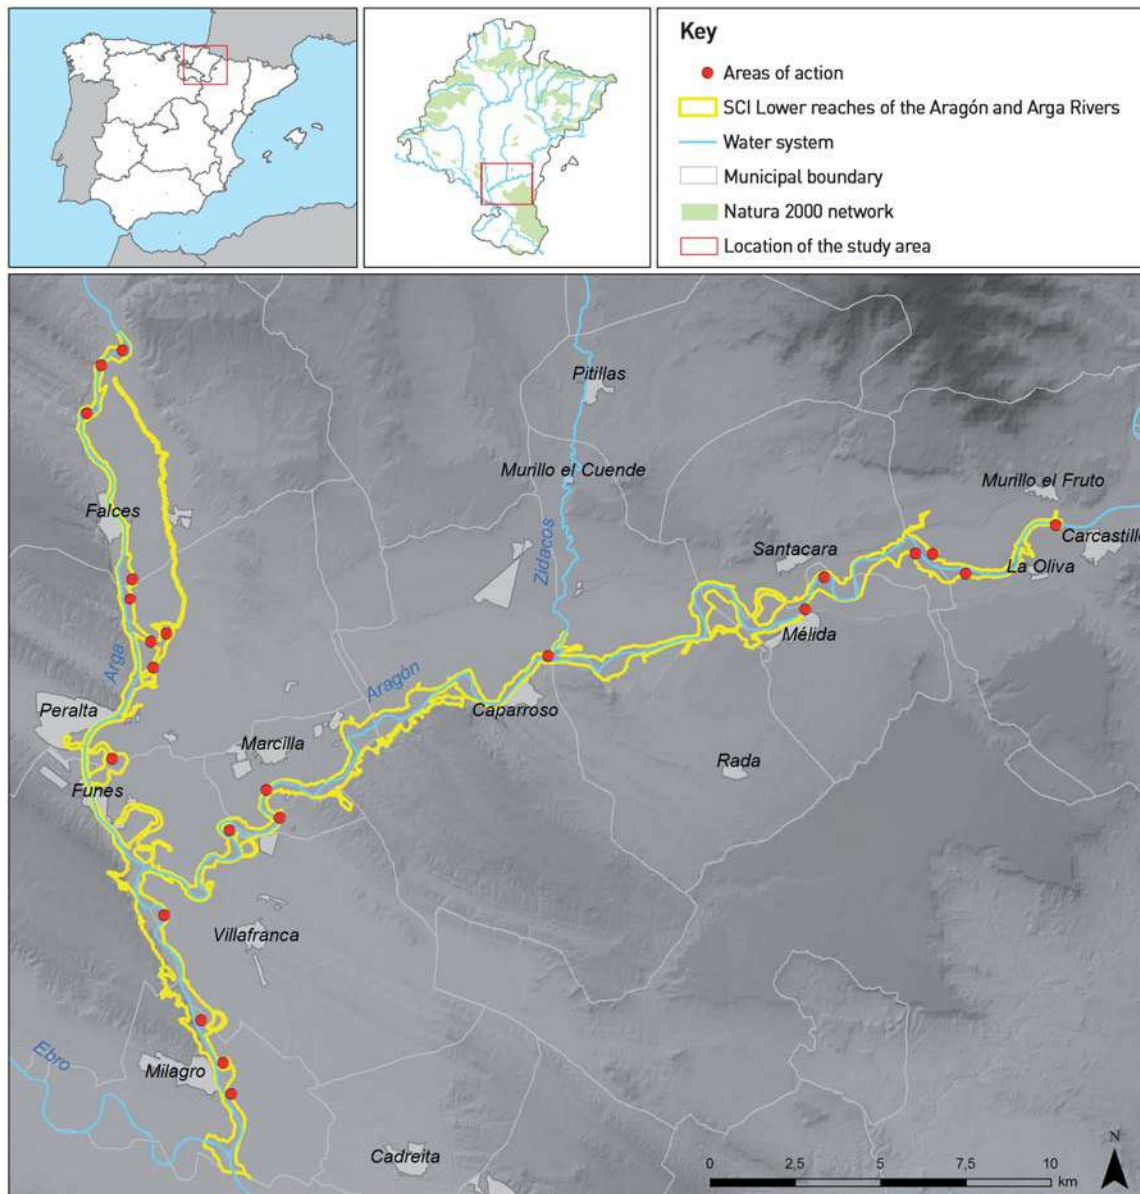 Key
Areas of action
SCI Lower reaches of the Aragón and Arga Rivers
Water system
Municipal boundary
Natura 2000 network
Location of the study area
Pitillas
Murillo el Cuende
Murillo el Fruto
Falces
Carcastillo
Zidacos
Santacara
La Oliva
Mélida
Arga
Aragón
Peralta
Caparroso
Marcilla
Rada
Funes
Villafranca
Ebro
Milagro
Cadreita
N
0 2,5 5 7,5 10
km